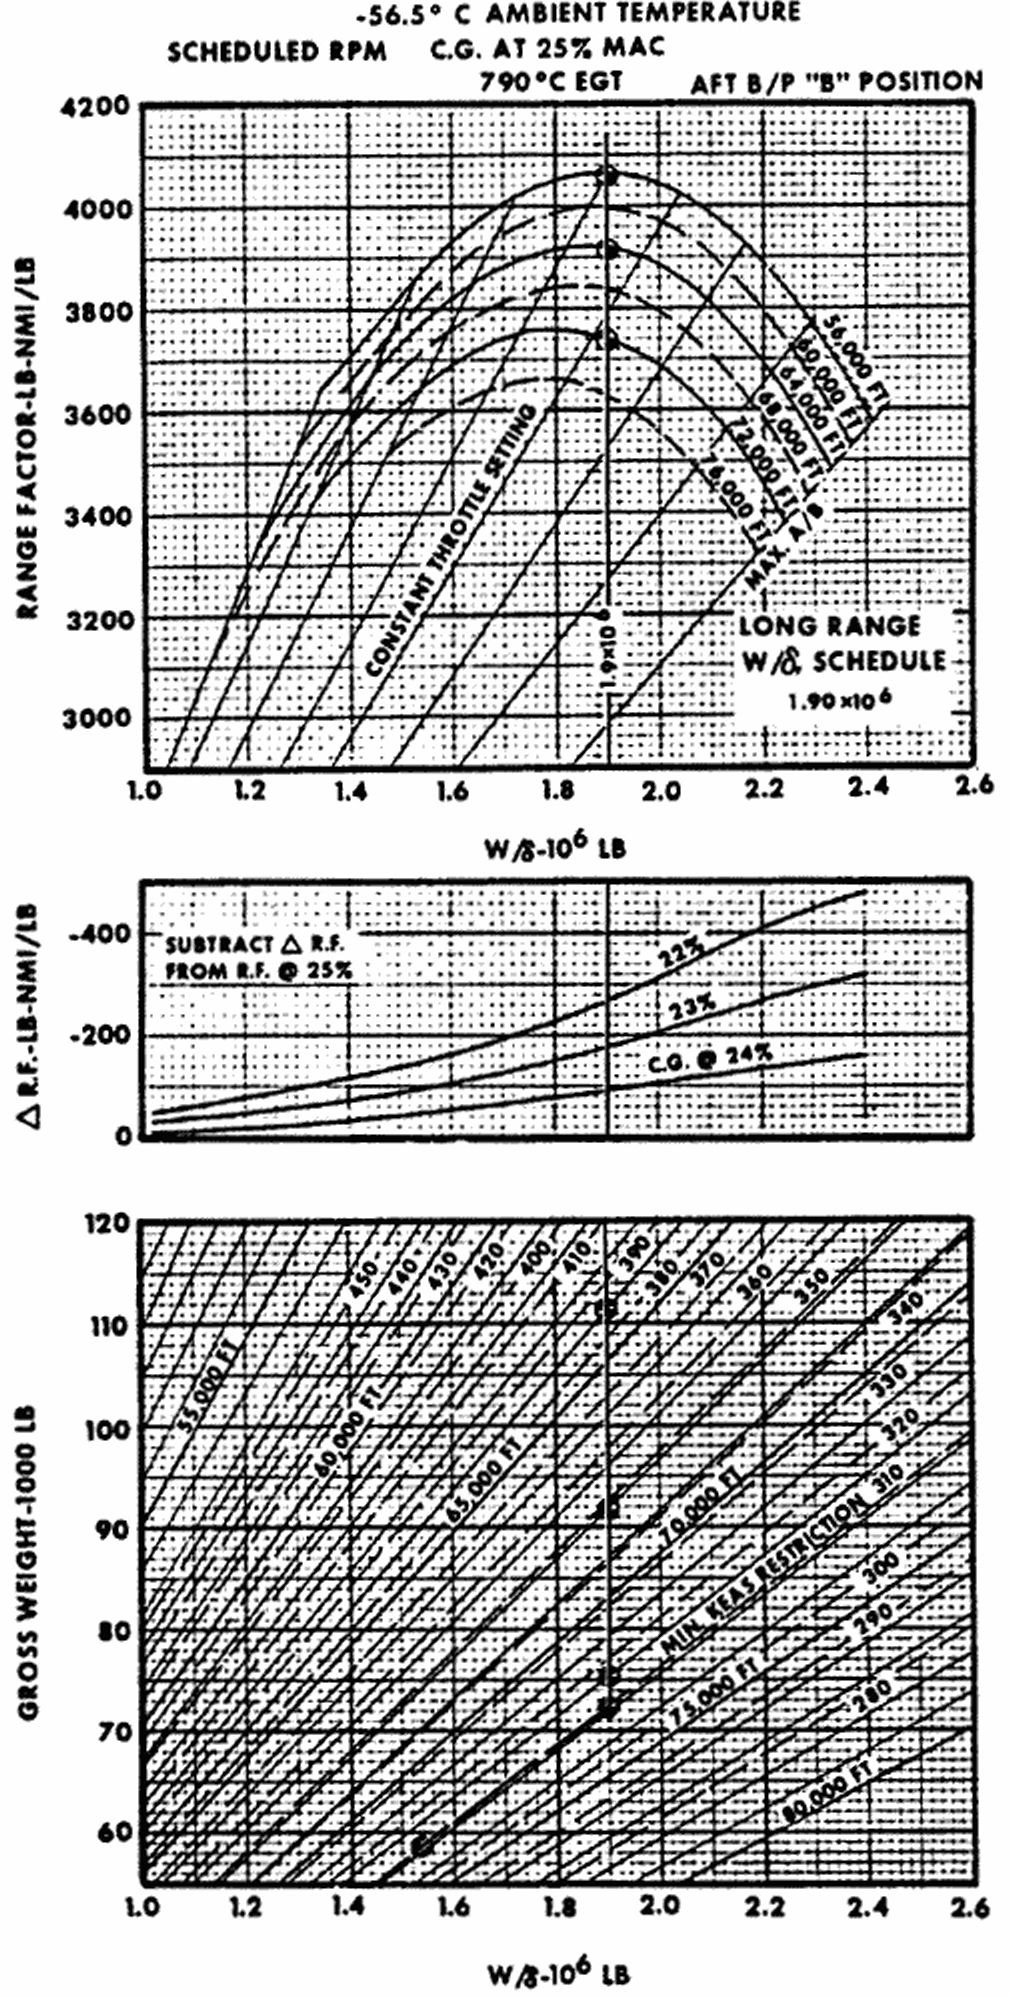 -56.5° C AMBIENT TEMPERATURE
SCHEDULED RPM C.G. AT 25% MAC
790°C EGT AFT B/P "B" POSITION
RANGE FACTOR-LB-NMI/LB
4200
4000
3800
3600
3400
3200
3000
56,000 FT
60,000 FT
64,000 FT
68,000 FT
72,000 FT
76,000 FT
MAX. A/B
CONSTANT THROTTLE SETTING
1.9×10⁶
LONG RANGE
W/δ, SCHEDULE
1.90×10⁶
1.0 1.2 1.4 1.6 1.8 2.0 2.2 2.4 2.6
W/δ-10⁶ LB
Δ R.F.-LB-NMI/LB
-400
-200
0
SUBTRACT Δ R.F.
FROM R.F. @ 25%
22%
23%
C.G. @ 24%
GROSS WEIGHT-1000 LB
120
110
100
90
80
70
60
450
440
430
420
400
410
390
380
370
360
350
340
330
320
310
300
290
280
55,000 FT
60,000 FT
65,000 FT
70,000 FT
MIN. KEAS RESTRICTION
75,000 FT
80,000 FT
1.0 1.2 1.4 1.6 1.8 2.0 2.2 2.4 2.6
W/δ-10⁶ LB